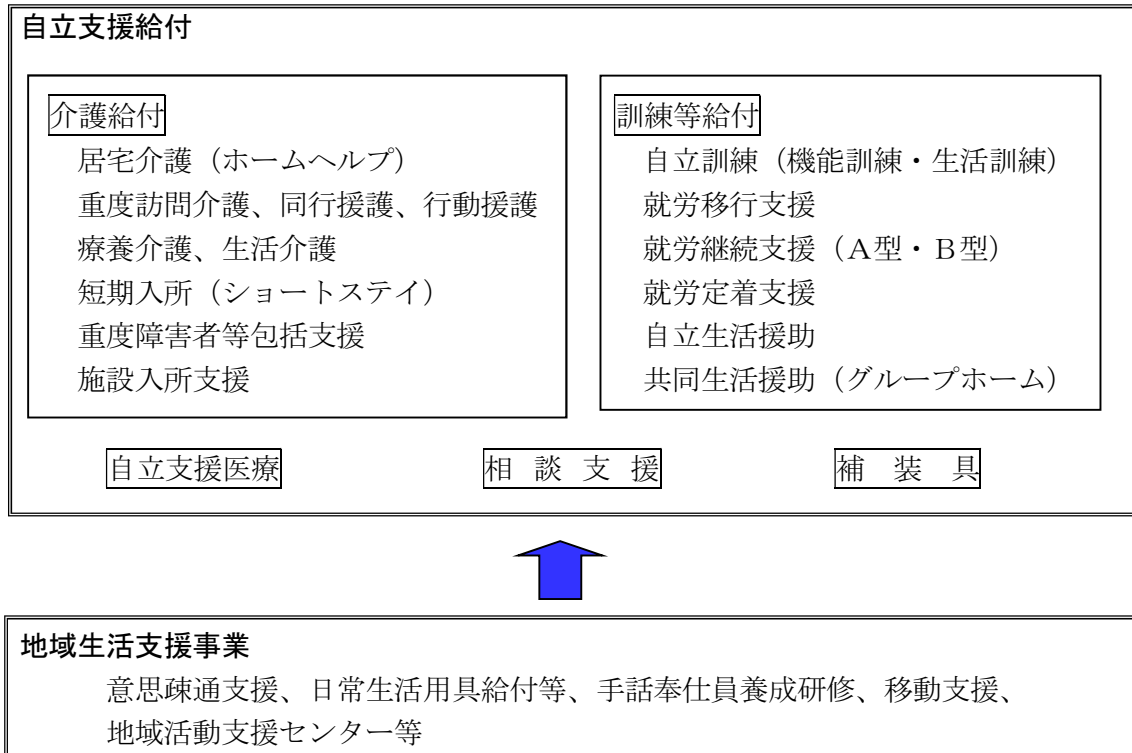 自立支援給付
介護給付
居宅介護（ホームヘルプ）
重度訪問介護、同行援護、行動援護
療養介護、生活介護
短期入所（ショートステイ）
重度障害者等包括支援
施設入所支援
訓練等給付
自立訓練（機能訓練・生活訓練）
就労移行支援
就労継続支援（Ａ型・Ｂ型）
就労定着支援
自立生活援助
共同生活援助（グループホーム）
自立支援医療
相　談　支　援
補　装　具
地域生活支援事業
意思疎通支援、日常生活用具給付等、手話奉仕員養成研修、移動支援、
地域活動支援センター等